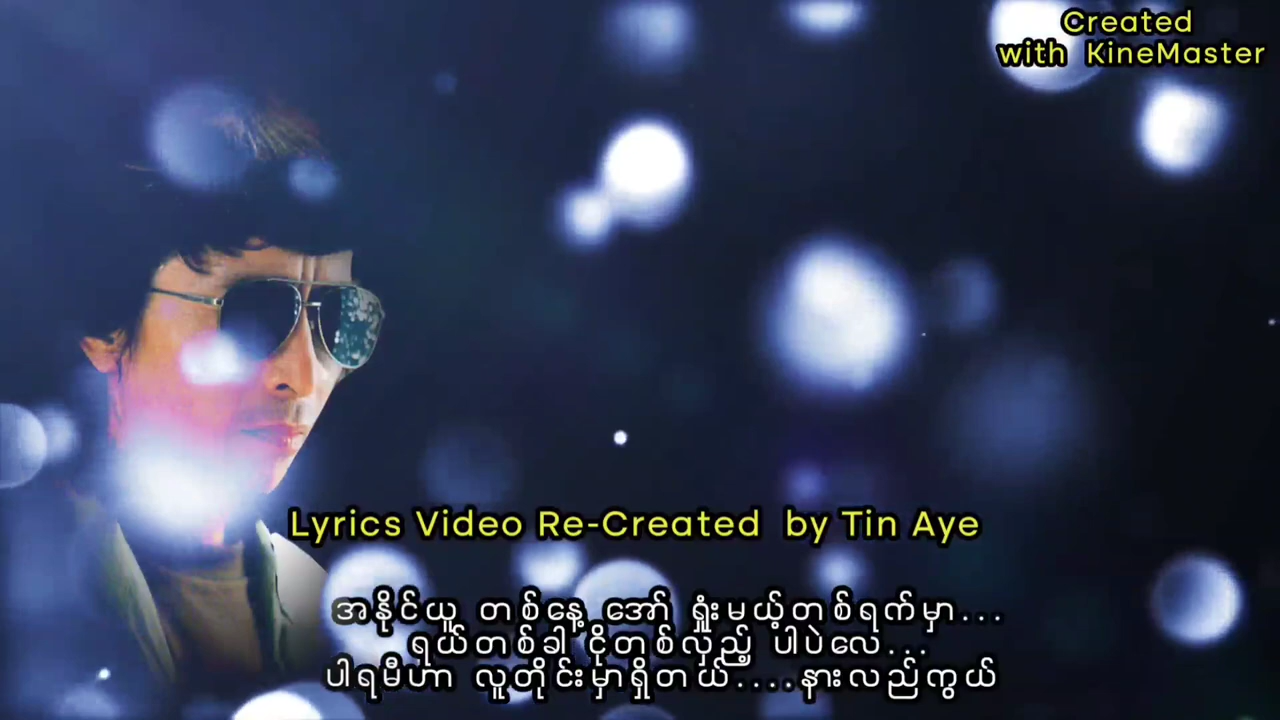 Created
with KineMaster
Lyrics Video Re-Created by Tin Aye
အနိုင်ယူ တစ်နေ့ အော် ရှုံးမယ့်တစ်ရက်မှာ...
ရယ်တစ်ခါ ငိုတစ်လှည့် ပါပဲလေ...
ပါရမီဟာ လူတိုင်းမှာရှိတယ်....နားလည်ကွယ်